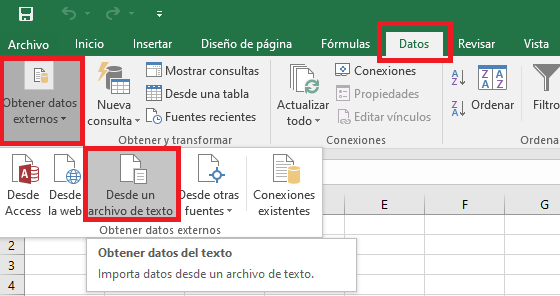 Archivo Inicio Insertar Diseño de página Fórmulas Datos Revisar Vista
Obtener datos
externos
Nueva
consulta
Mostrar consultas
Desde una tabla
Fuentes recientes
Obtener y transformar
Actualizar
todo
Conexiones
Propiedades
Editar vínculos
Conexiones
Ordenar
Filtro
Ordena
Desde
Access
Desde
la web
Desde un
archivo de texto
Desde otras
fuentes
Conexiones
existentes
Obtener datos externos
E F G
2
3
4
Obtener datos del texto
Importa datos desde un archivo de texto.